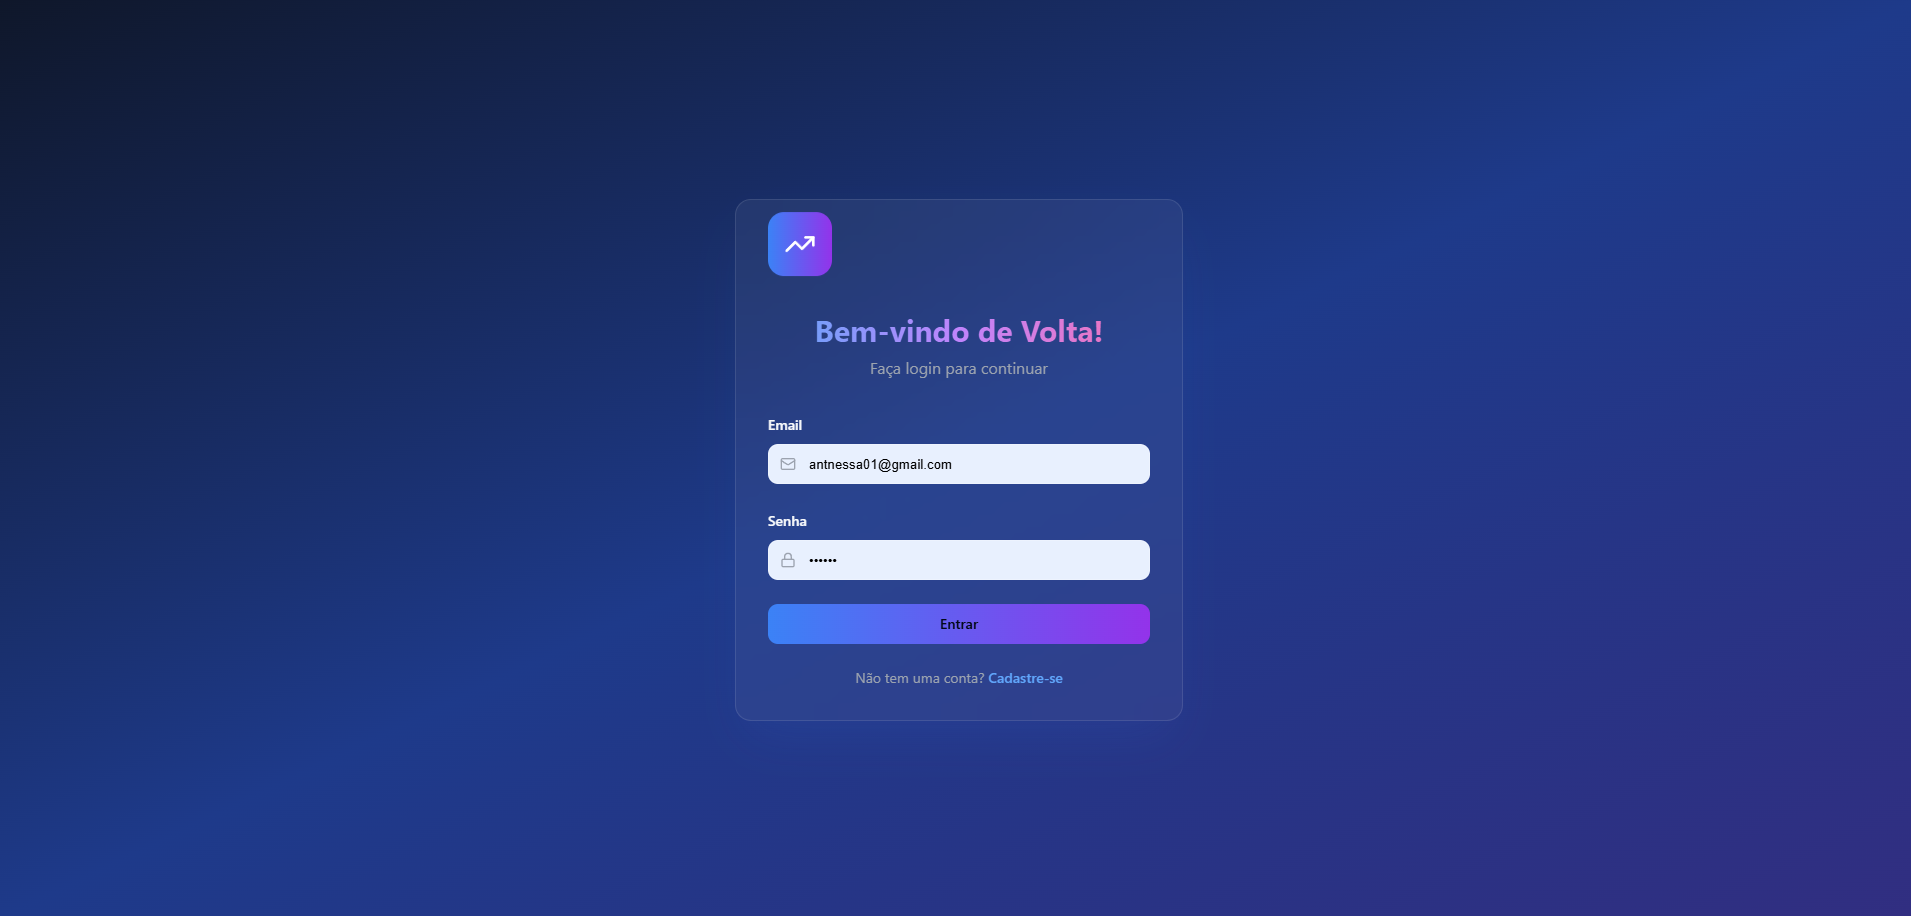 Bem-vindo de Volta!
Faça login para continuar
Email
antnessa01@gmail.com
Senha
••••••
Entrar
Não tem uma conta? Cadastre-se